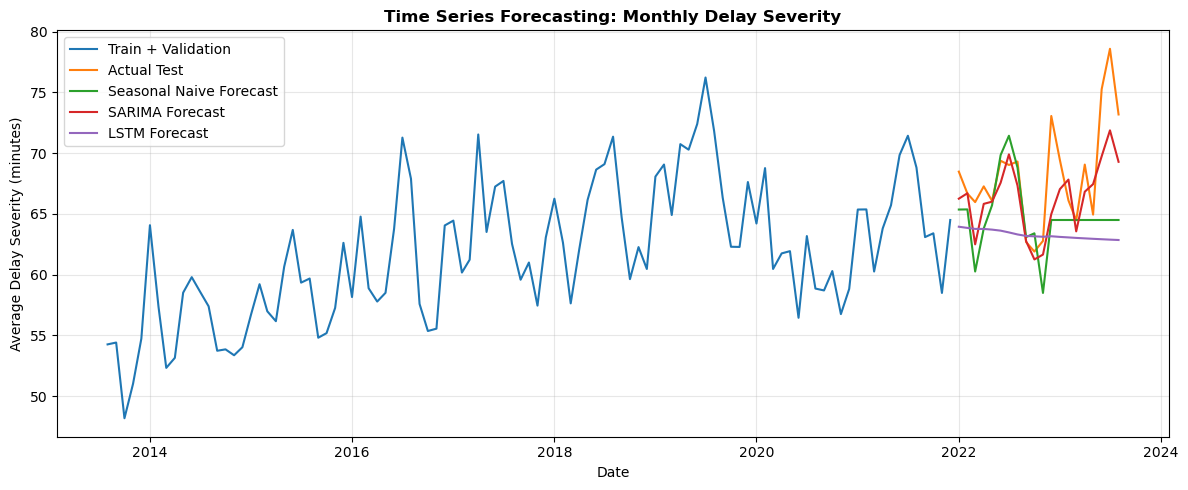 Time Series Forecasting: Monthly Delay Severity
Train + Validation
Actual Test
Seasonal Naive Forecast
SARIMA Forecast
LSTM Forecast
Average Delay Severity (minutes)
80
75
70
65
60
55
50
2014
2016
2018
2020
2022
2024
Date